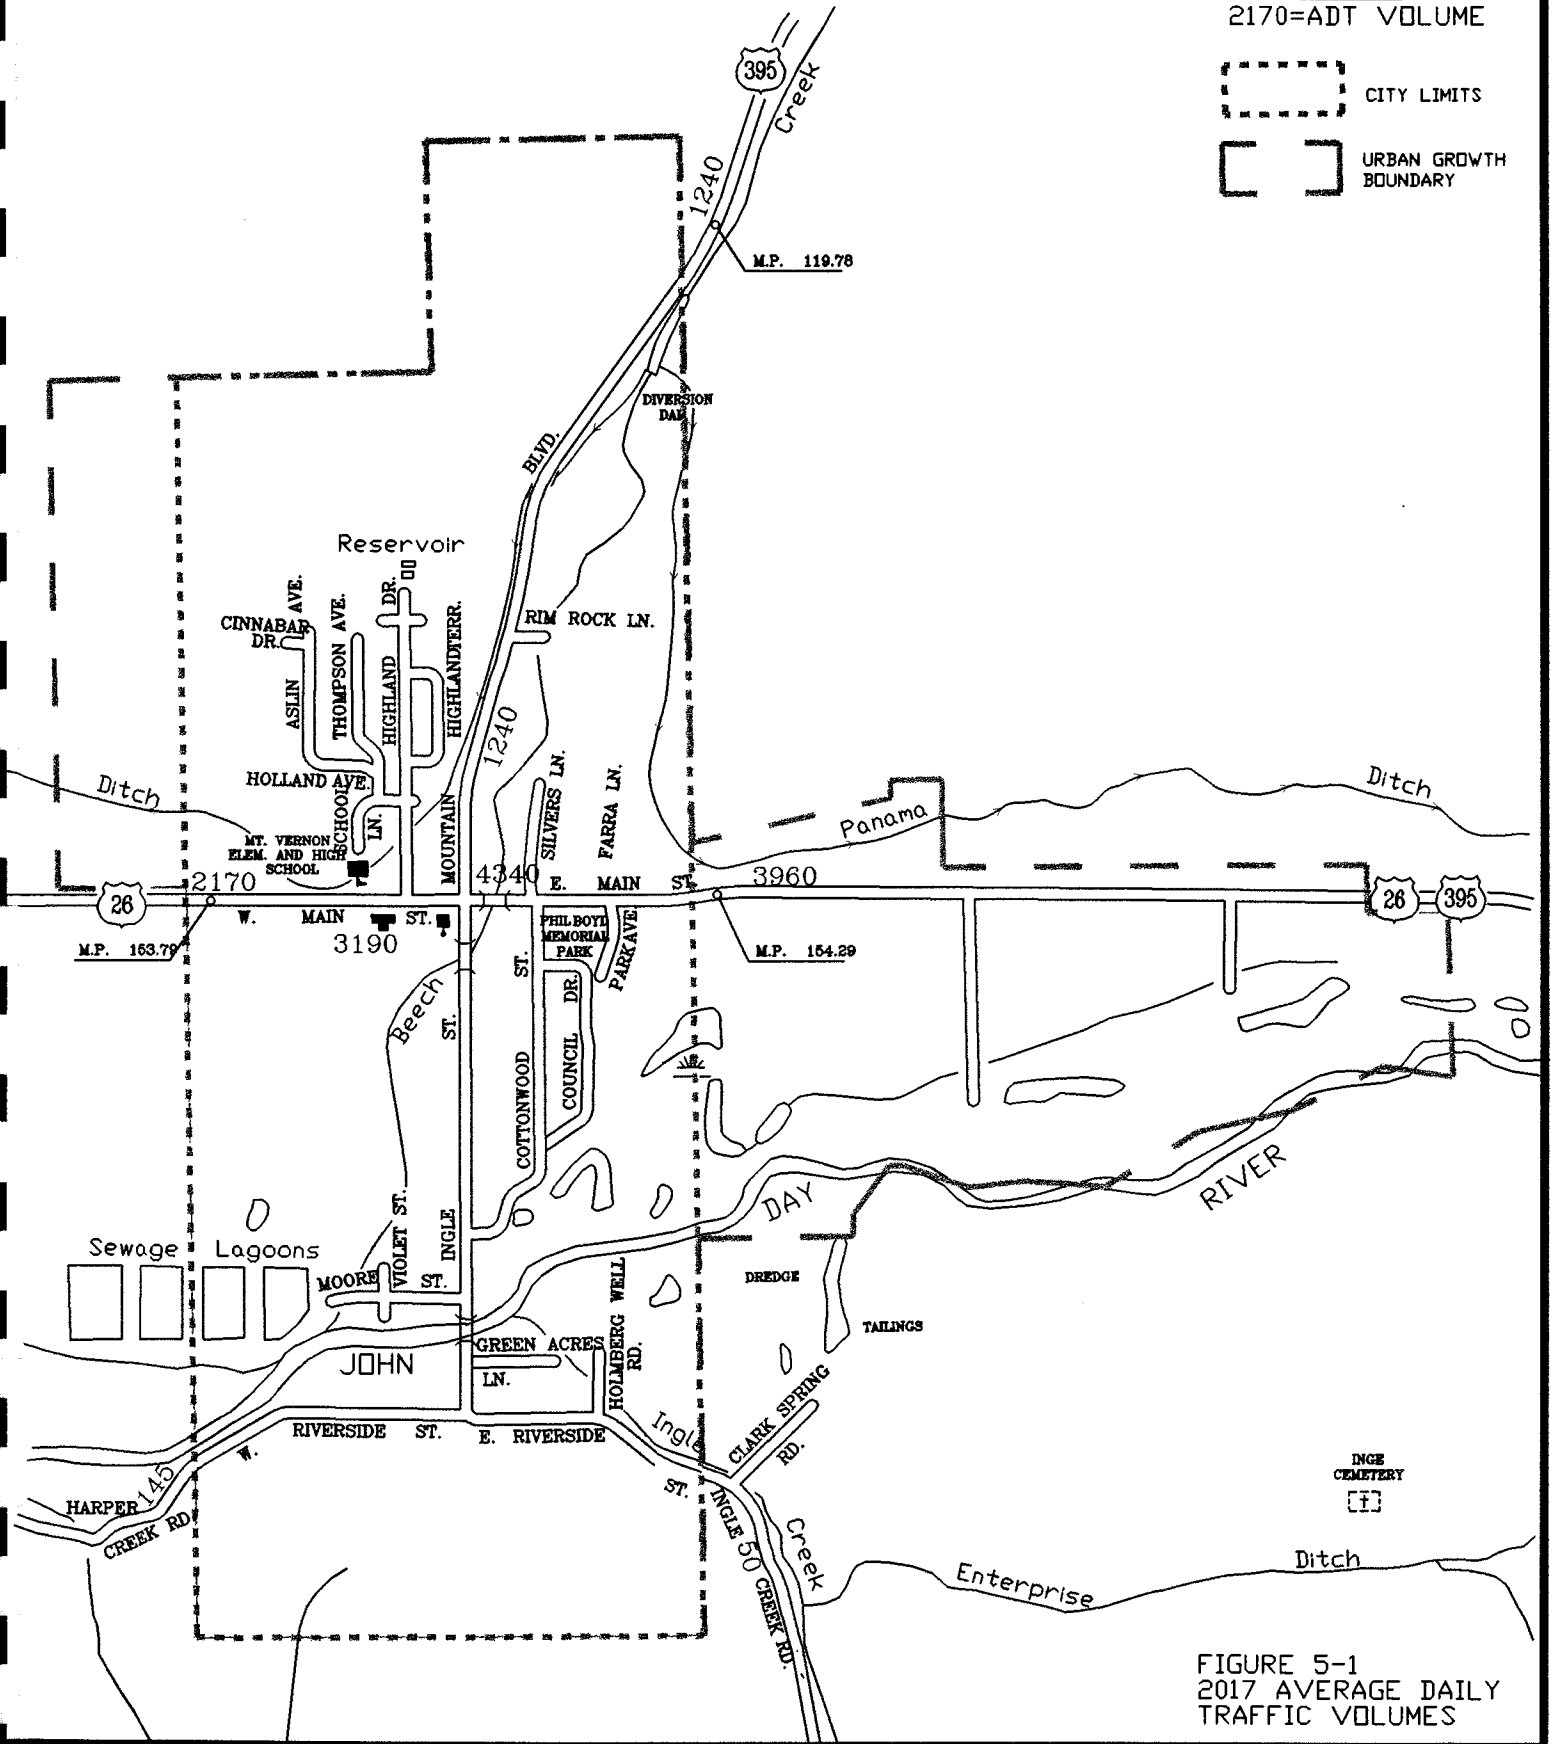 2170=ADT VOLUME
CITY LIMITS
URBAN GROWTH
BOUNDARY
395
Creek
1240
M.P. 119.78
DIVERSION
DAM
BLVD.
Reservoir
RIM ROCK LN.
CINNABAR
DR.
ASLIN AVE.
THOMPSON AVE.
HIGHLAND DR.
HIGHLAND TERR.
1240
HOLLAND AVE.
SCHOOL LN.
MOUNTAIN
SILVERS LN.
FARRA LN.
Ditch
Ditch
Panama
MT. VERNON
ELEM. AND HIGH
SCHOOL
26
2170
4340
E. MAIN ST.
3960
26
395
W. MAIN ST.
3190
M.P. 153.79
PHIL BOYD
MEMORIAL
PARK
PARK AVE.
M.P. 154.29
Beech
INGLE ST.
COTTONWOOD ST.
COUNCIL DR.
DAY
RIVER
Sewage Lagoons
MOORE ST.
VIOLET ST.
JOHN
GREEN ACRES
LN.
HOLMBERG WELL
RD.
DREDGE
TAILINGS
W. RIVERSIDE ST.
E. RIVERSIDE ST.
Ingle
CLARK SPRING
RD.
145
HARPER
CREEK RD.
INGLE CREEK RD.
50
Creek
INGE
CEMETERY
Enterprise
Ditch
FIGURE 5-1
2017 AVERAGE DAILY
TRAFFIC VOLUMES